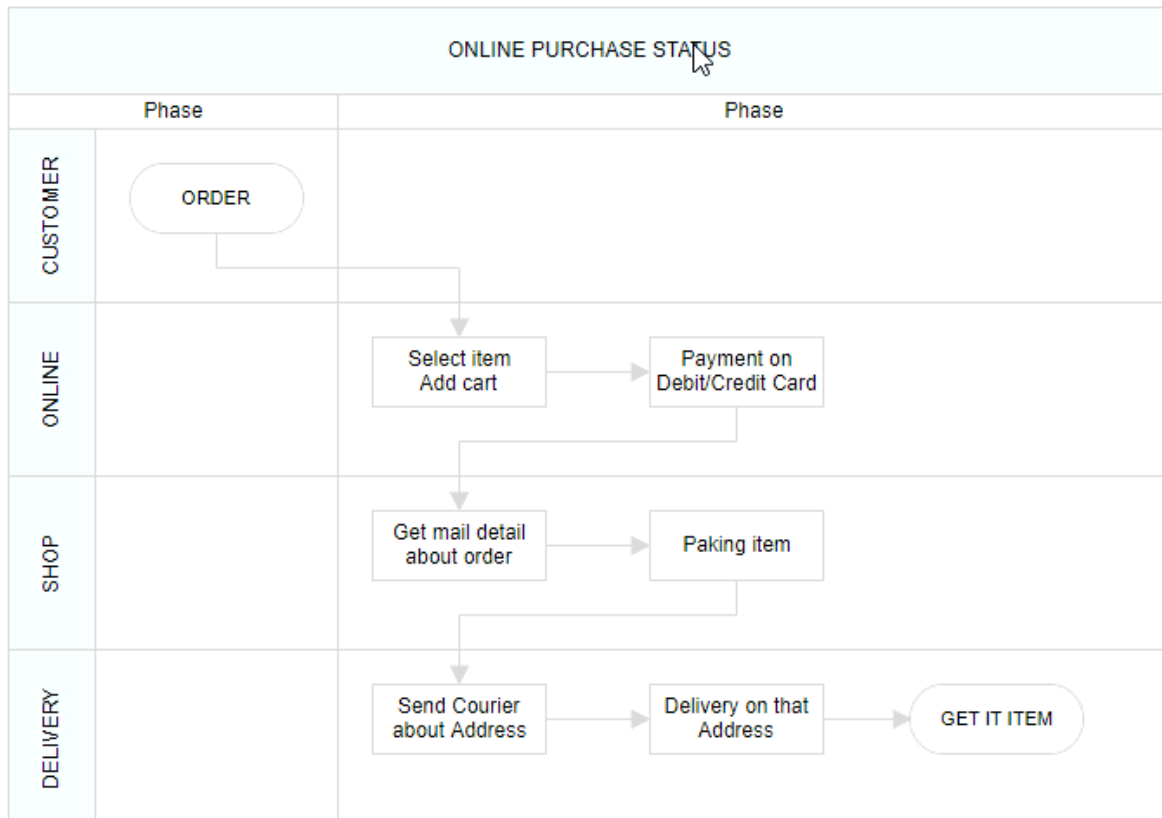 ONLINE PURCHASE STATUS
Phase
Phase
CUSTOMER
ORDER
ONLINE
Select item
Add cart
Payment on
Debit/Credit Card
SHOP
Get mail detail
about order
Paking item
DELIVERY
Send Courier
about Address
Delivery on that
Address
GET IT ITEM